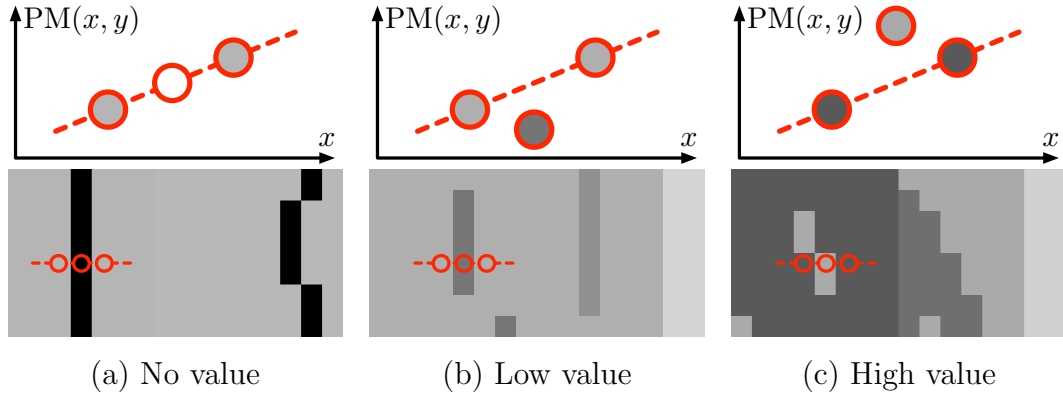 PM(x, y)
x
PM(x, y)
x
PM(x, y)
x
(a) No value
(b) Low value
(c) High value